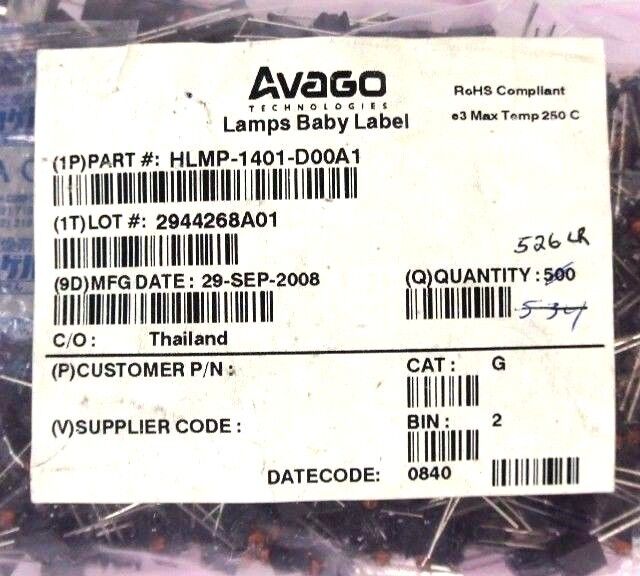 AVAGO
TECHNOLOGIES
Lamps Baby Label
RoHS Compliant
e3 Max Temp 250 C
(1P)PART #: HLMP-1401-D00A1
(1T)LOT #: 2944268A01
526
(9D)MFG DATE : 29-SEP-2008
(Q)QUANTITY : 500
534
C/O : Thailand
(P)CUSTOMER P/N :
CAT : G
(V)SUPPLIER CODE :
BIN : 2
DATECODE: 0840